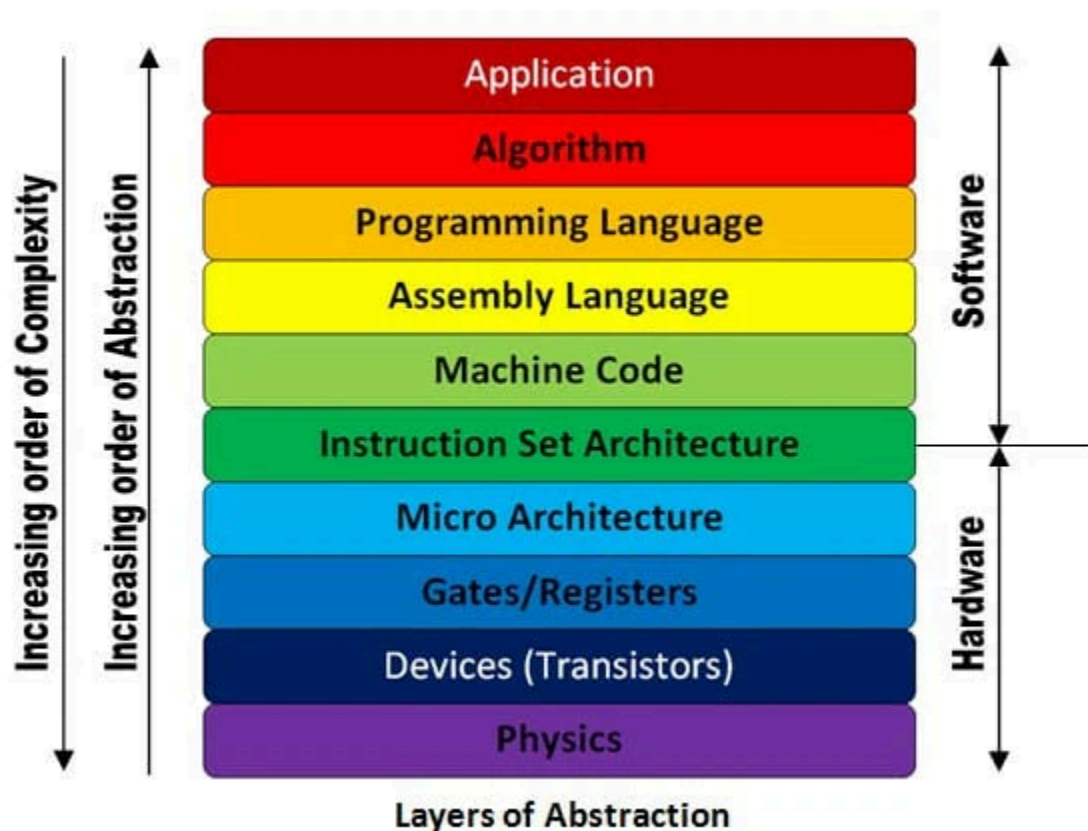 Increasing order of Complexity
Increasing order of Abstraction
Application
Algorithm
Programming Language
Assembly Language
Machine Code
Instruction Set Architecture
Micro Architecture
Gates/Registers
Devices (Transistors)
Physics
Software
Hardware
Layers of Abstraction